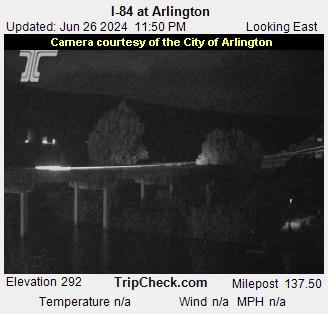 I-84 at Arlington
Updated: Jun 26 2024 11:50 PM Looking East
Camera courtesy of the City of Arlington
Elevation 292 TripCheck.com Milepost 137.50
Temperature n/a Wind n/a MPH n/a